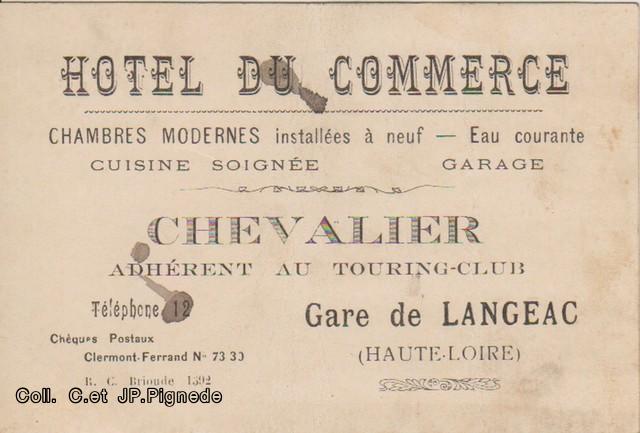 HOTEL DU COMMERCE
CHAMBRES MODERNES installées à neuf — Eau courante
CUISINE SOIGNÉE GARAGE
CHEVALIER
ADHÉRENT AU TOURING-CLUB
Téléphone 12
Gare de LANGEAC
(HAUTE-LOIRE)
Chèques Postaux
Clermont-Ferrand No 73 30
R. C. Brioude 1392
Coll. C.et JP.Pignede